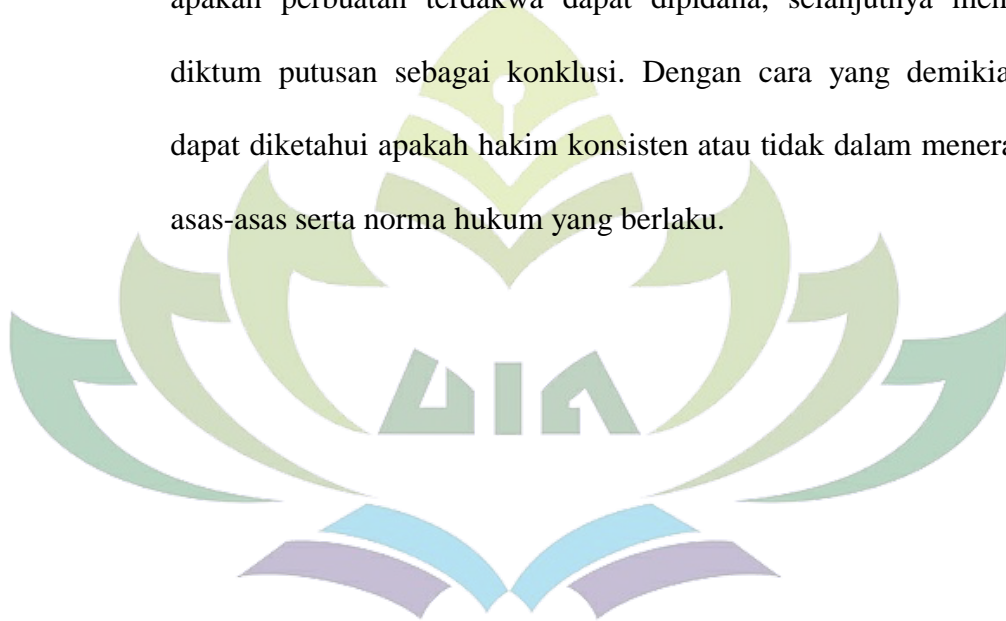 apakah perbuatan terdakwa dapat dipidana, selanjutnya
diktum putusan sebagai konklusi. Dengan cara yang
dapat diketahui apakah hakim konsisten atau tidak dalam
asas-asas serta norma hukum yang berlaku.
UIN